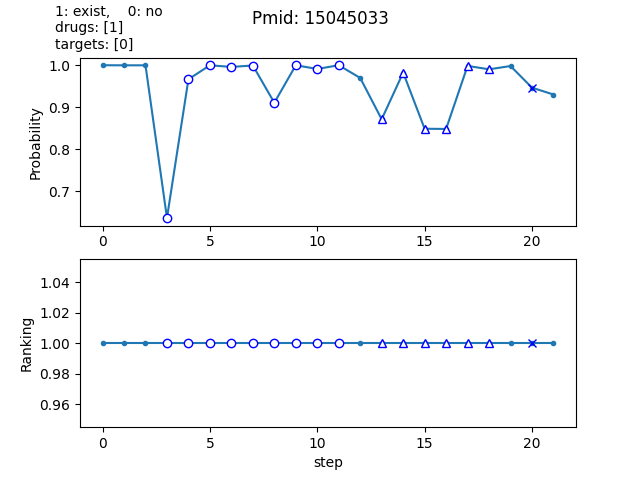 1: exist,    0: no
drugs: [1]
targets: [0]
Pmid: 15045033
1.0
0.9
0.8
0.7
Probability
0 5 10 15 20
1.04
1.02
1.00
0.98
0.96
Ranking
0 5 10 15 20
step